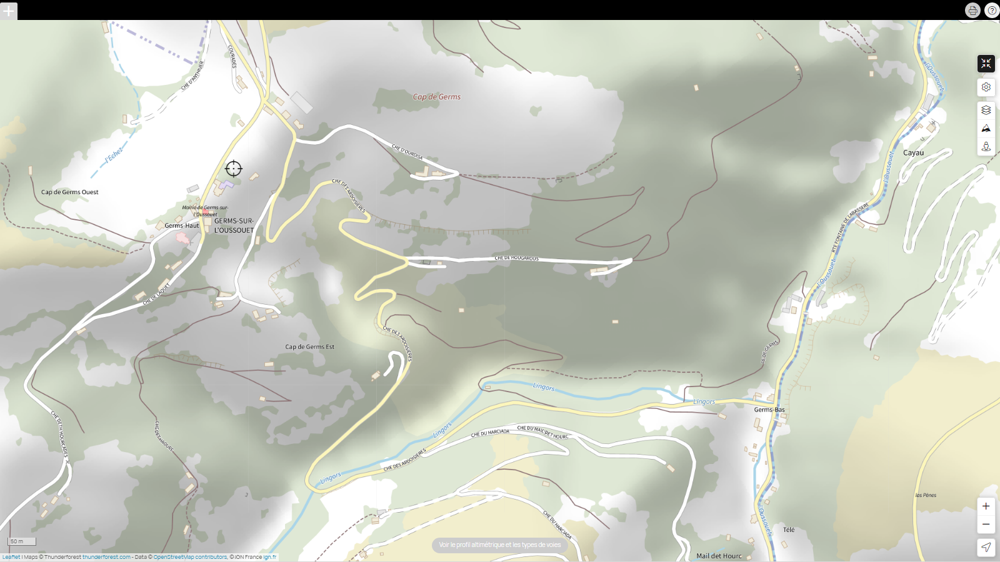 COURADES
CHE D'ANTHIUER
Cap de Germs
l'Oussouet
l'Echez
CHE D'OURDISA
Cayau
l'Oussouet
Cap de Germs Ouest
CHE DES ARDOISIERES
Mairie de Germs-sur-
l'Oussouet
GERMS-SUR-
L'OUSSOUET
Germs-Haut
RTE FONTAINE DE LABASSERE
CHE DE HOUGAROUS
l'Oussouet
CHE DE LAQUET
CHE DES ARDOISIERES
Cap de Germs Est
DE GERMS
Lingors
Lingors
Germs-Bas
CHE DETH HOURCADES
Lingors
CHE DU HARCIADA
CHE DU MAIL DET HOURC
CHE DES ARDOISIERES
Lingors
las Pènes
l'Oussouet
CHE DU HARCIADA
Télé
50 m
Voir le profil altimétrique et les types de voies
Mail det Hourc
Leaflet | Maps © Thunderforest thunderforest.com - Data © OpenStreetMap contributors, © IGN France ign.fr